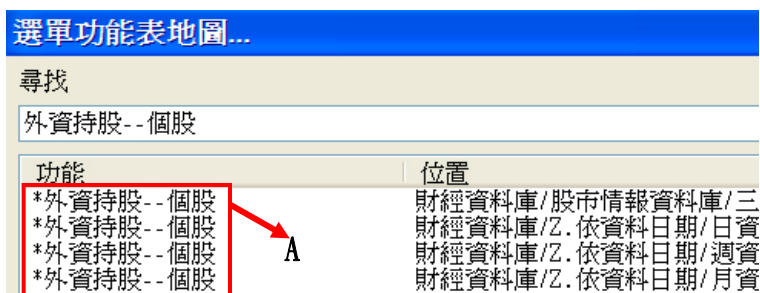 選單功能表地圖...
尋找
外資持股--個股
功能 位置
*外資持股--個股 財經資料庫/股市情報資料庫/三
*外資持股--個股 財經資料庫/Z.依資料日期/日資
*外資持股--個股 財經資料庫/Z.依資料日期/週資
*外資持股--個股 財經資料庫/Z.依資料日期/月資
A